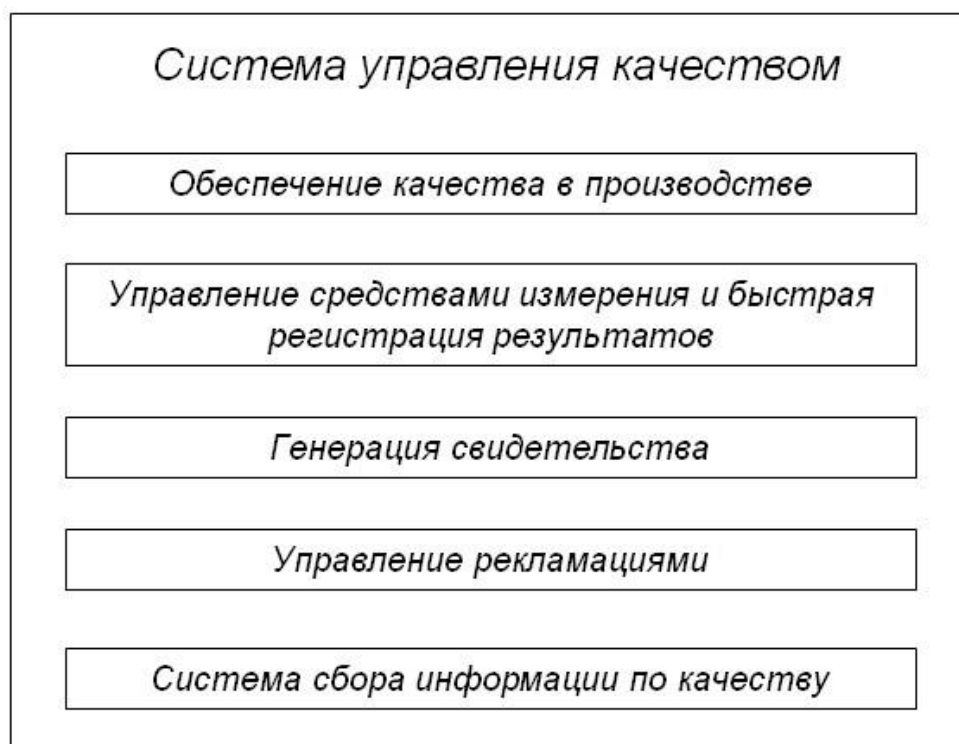 Система управления качеством
Обеспечение качества в производстве
Управление средствами измерения и быстрая
регистрация результатов
Генерация свидетельства
Управление рекламациями
Система сбора информации по качеству